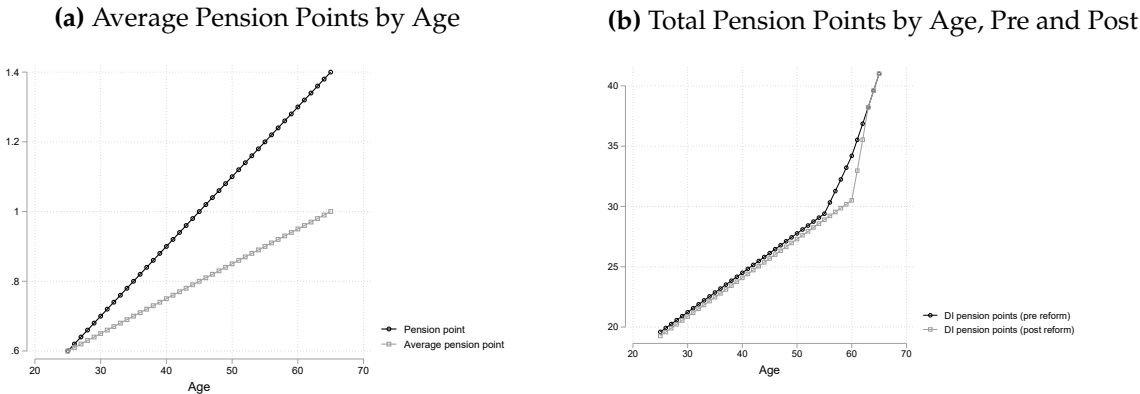 (a) Average Pension Points by Age
1.4
1.2
1
.8
.6
20 30 40 50 60 70
Age
Pension point
Average pension point
(b) Total Pension Points by Age, Pre and Post
40
35
30
25
20
20 30 40 50 60 70
Age
DI pension points (pre reform)
DI pension points (post reform)